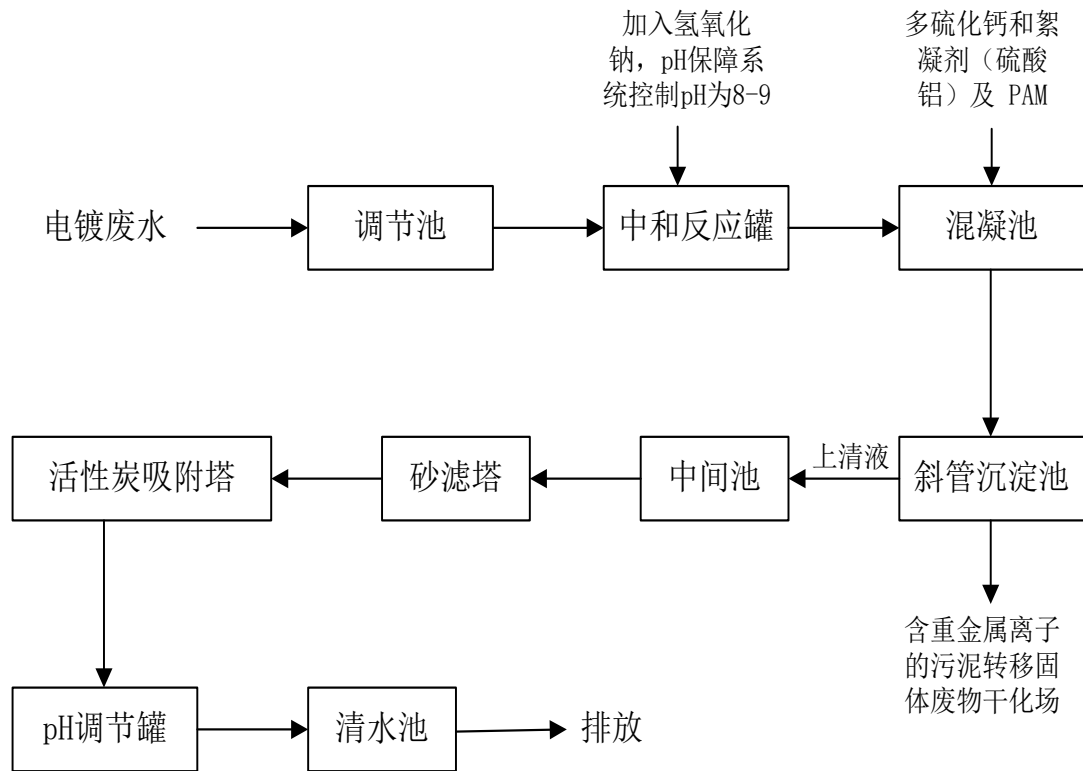 加入氢氧化
钠，pH保障系
统控制pH为8-9
多硫化钙和絮
凝剂（硫酸
铝）及 PAM
电镀废水
调节池
中和反应罐
混凝池
活性炭吸附塔
砂滤塔
中间池
上清液
斜管沉淀池
含重金属离子
的污泥转移固
体废物干化场
pH调节罐
清水池
排放